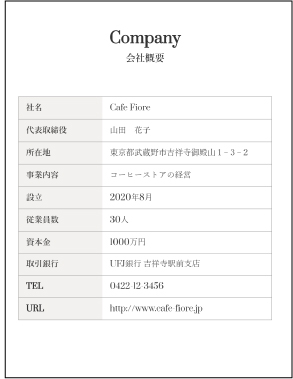 Company
会社概要
社名 Cafe Fiore
代表取締役 山田　花子
所在地 東京都武蔵野市吉祥寺御殿山１－３－２
事業内容 コーヒーストアの経営
設立 2020年8月
従業員数 30人
資本金 1000万円
取引銀行 UFJ銀行 吉祥寺駅前支店
TEL 0422-12-3456
URL http://www.cafe-fiore.jp